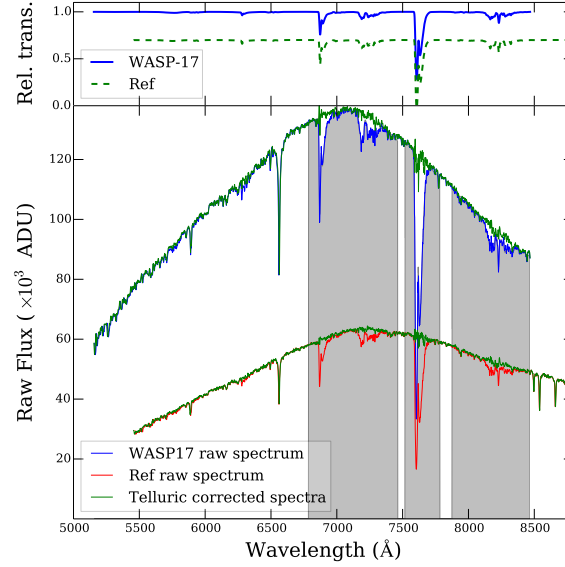 Rel. trans.
1.0
0.5
0.0
WASP-17
Ref
Raw Flux ( ×10³ ADU)
120
100
80
60
40
20
WASP17 raw spectrum
Ref raw spectrum
Telluric corrected spectra
5000 5500 6000 6500 7000 7500 8000 8500
Wavelength (Å)